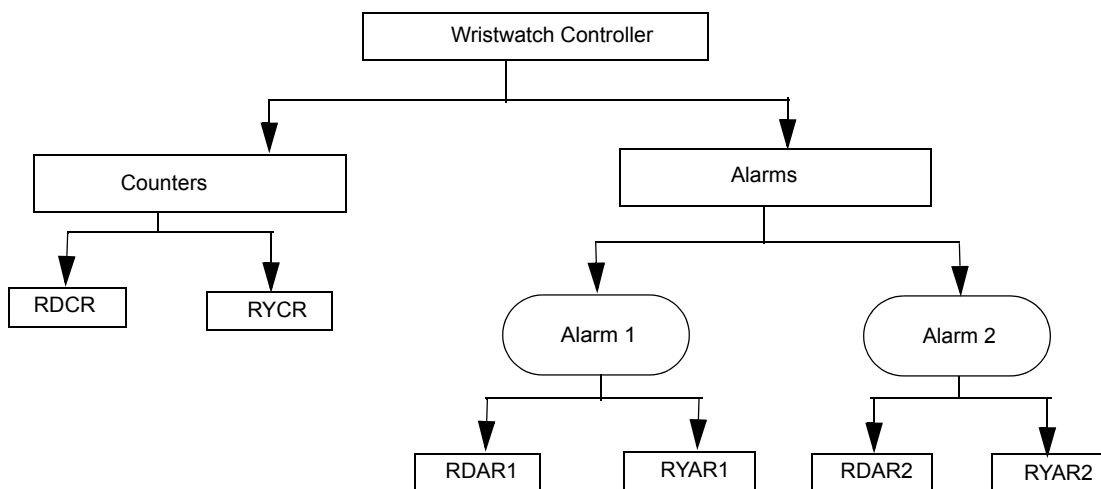 Wristwatch Controller
Counters
Alarms
RDCR
RYCR
Alarm 1
Alarm 2
RDAR1
RYAR1
RDAR2
RYAR2